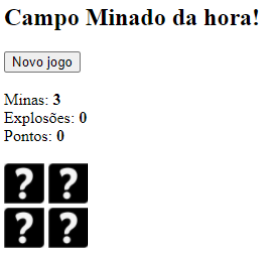 Campo Minado da hora!
Novo jogo
Minas: 3
Explosões: 0
Pontos: 0
? ?
? ?